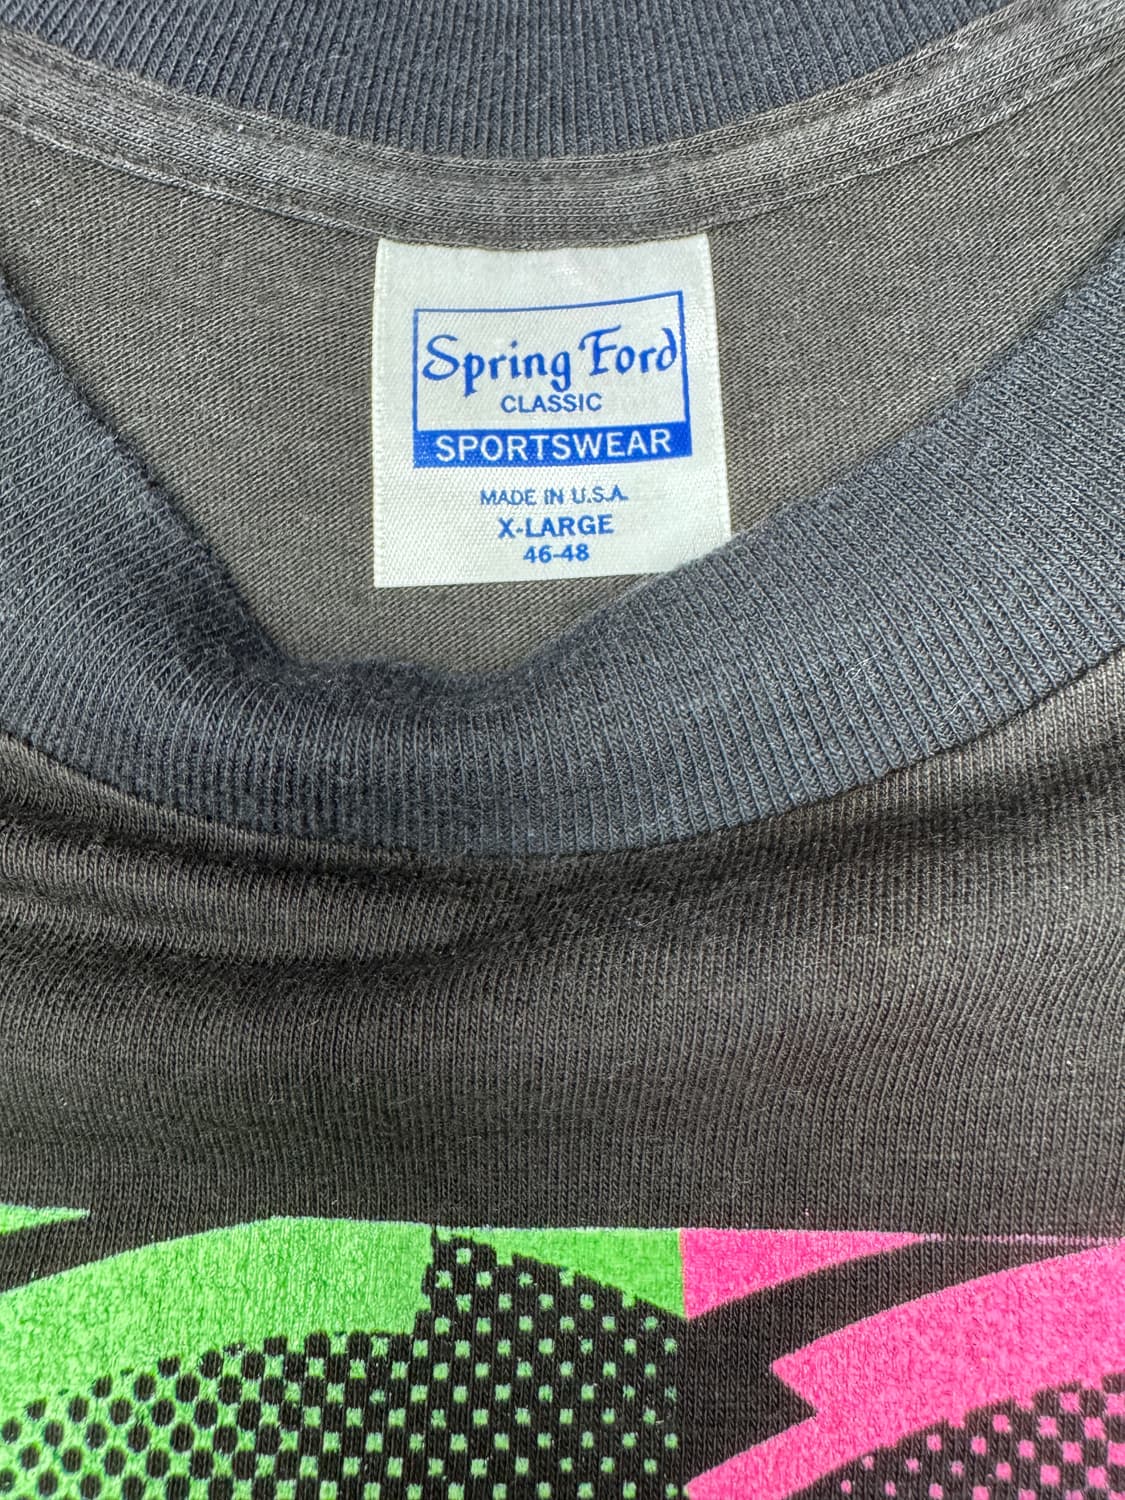 Spring Ford
CLASSIC
SPORTSWEAR
MADE IN U.S.A.
X-LARGE
46-48